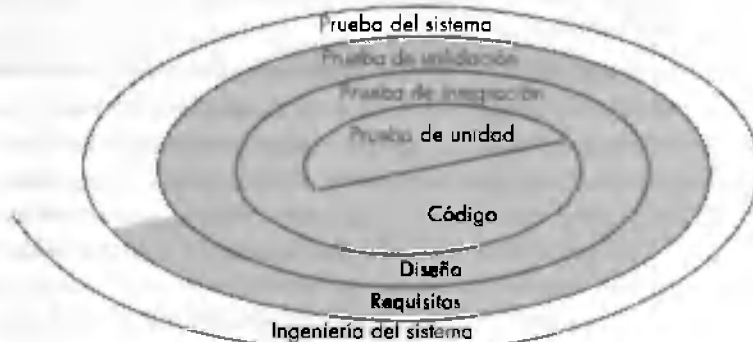 Prueba del sistema
Prueba de validación
Prueba de integración
Prueba de unidad
Código
Diseño
Requisitos
Ingeniería del sistema